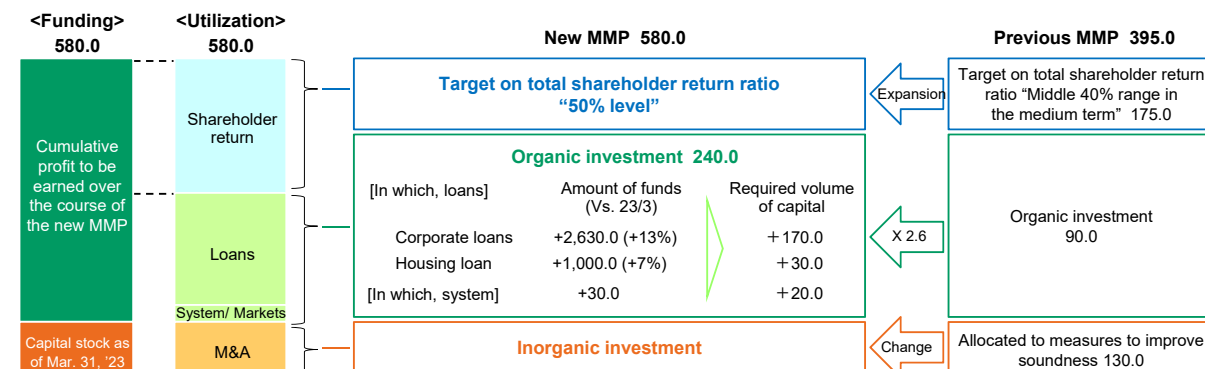 <Funding>
580.0
<Utilization>
580.0
New MMP 580.0
Previous MMP 395.0
Cumulative
profit to be
earned over
the course of
the new MMP
Capital stock as
of Mar. 31, '23
Shareholder
return
Loans
System/ Markets
M&A
Target on total shareholder return ratio
“50% level”
Expansion
Target on total shareholder return
ratio “Middle 40% range in
the medium term” 175.0
Organic investment 240.0
[In which, loans] Amount of funds Required volume
(Vs. 23/3) of capital
Corporate loans +2,630.0 (+13%) +170.0
Housing loan +1,000.0 (+7%) +30.0
[In which, system] +30.0 +20.0
X 2.6
Organic investment
90.0
Inorganic investment
Change
Allocated to measures to improve
soundness 130.0